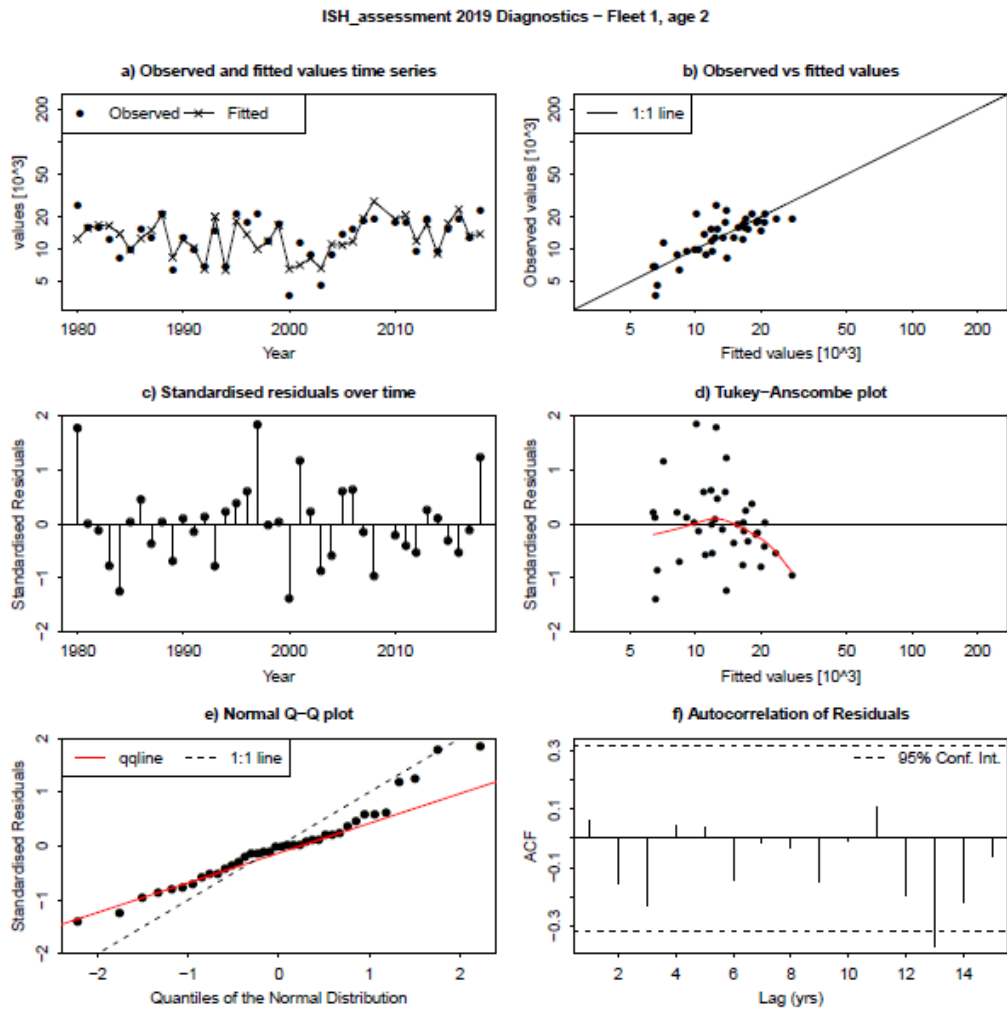 ISH_assessment 2019 Diagnostics − Fleet 1, age 2
a) Observed and fitted values time series
values [10^3]
200
50
20
10
5
Observed
Fitted
1980
1990
2000
2010
Year
b) Observed vs fitted values
Observed values [10^3]
200
50
20
10
5
1:1 line
5
10
20
50
100
200
Fitted values [10^3]
c) Standardised residuals over time
Standardised Residuals
2
1
0
−1
−2
1980
1990
2000
2010
Year
d) Tukey−Anscombe plot
Standardised Residuals
2
1
0
−1
−2
5
10
20
50
100
200
Fitted values [10^3]
e) Normal Q−Q plot
Standardised Residuals
2
1
0
−1
−2
qqline
1:1 line
−2
−1
0
1
2
Quantiles of the Normal Distribution
f) Autocorrelation of Residuals
ACF
0.3
0.1
−0.1
−0.3
95% Conf. Int.
2
4
6
8
10
12
14
Lag (yrs)